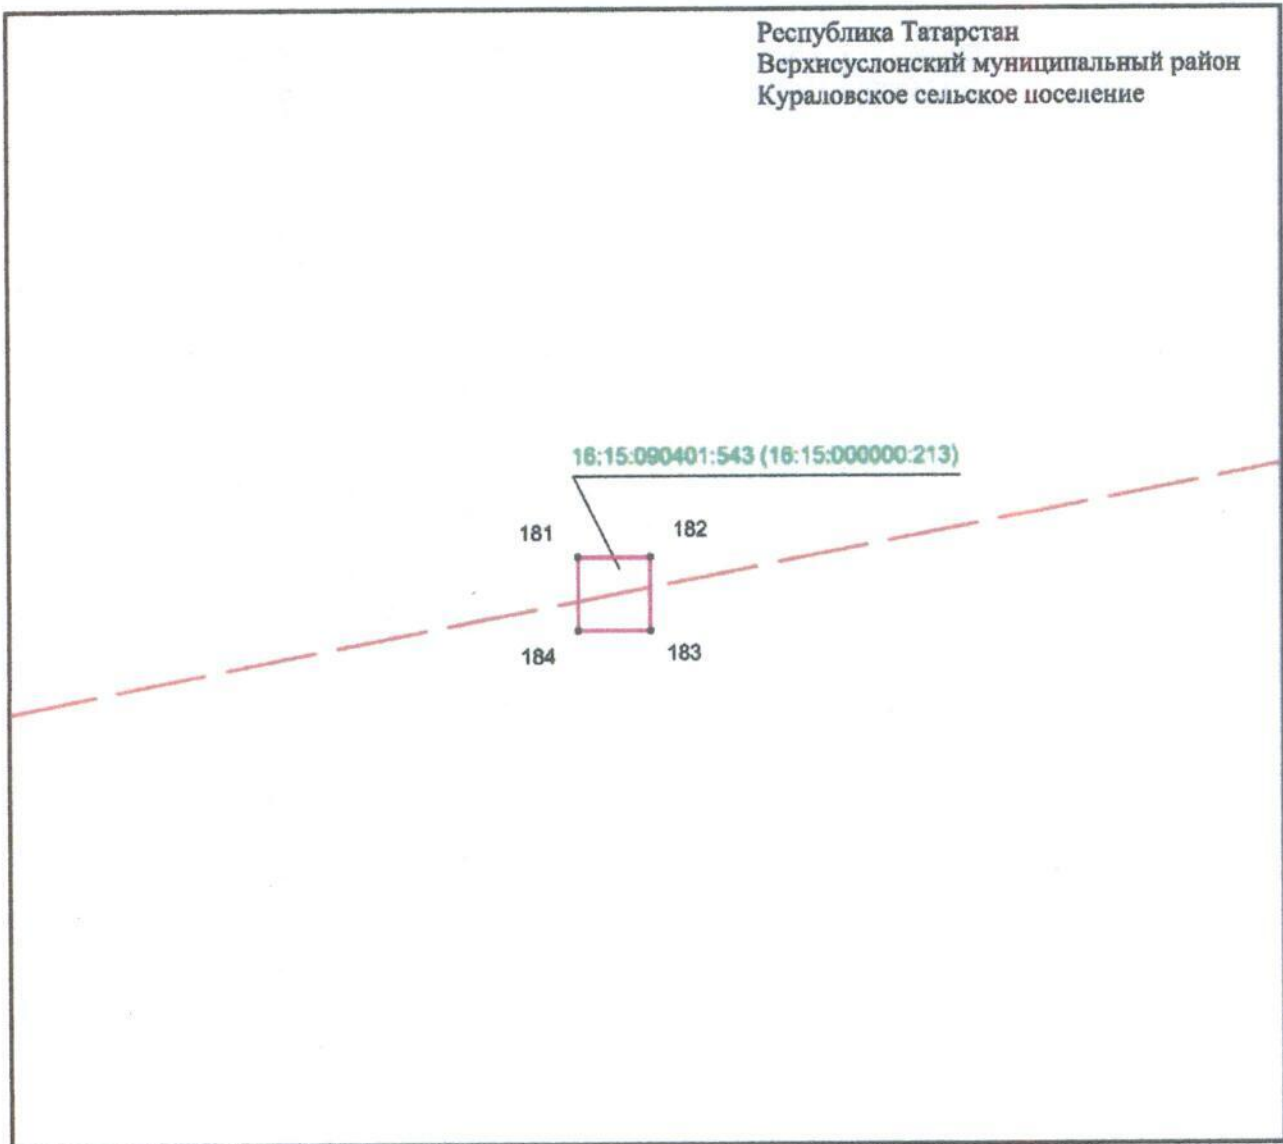 Республика Татарстан
Верхнеуслонский муниципальный район
Кураловское сельское поселение
16:15:090401:543 (16:15:000000:213)
181
182
184
183